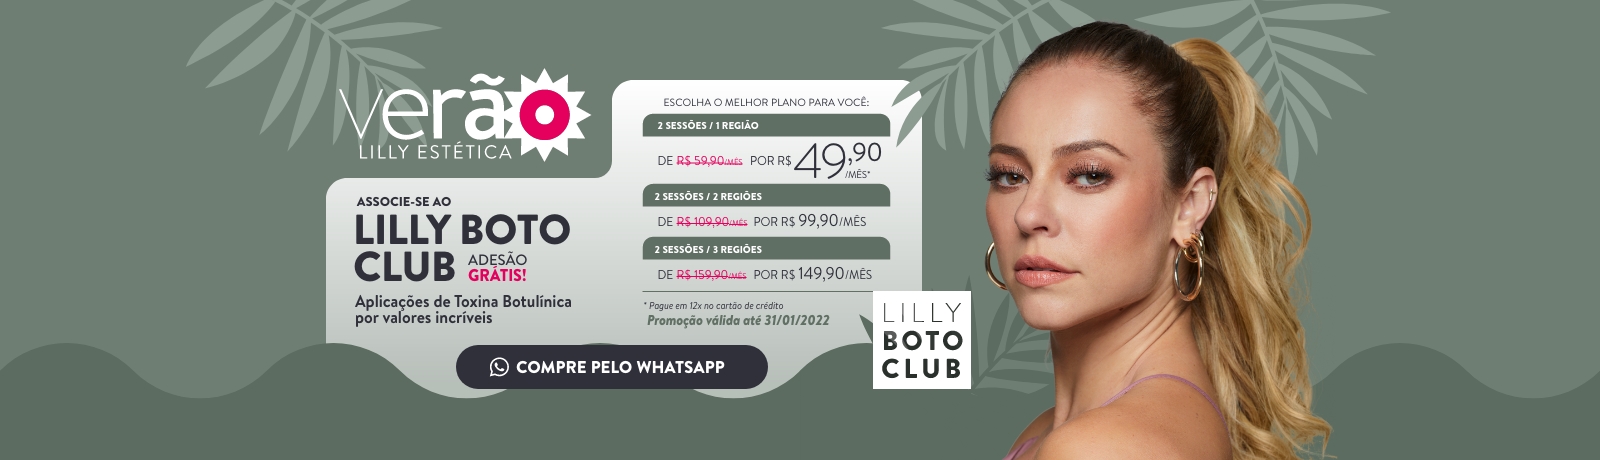 verão
LILLY ESTÉTICA
ASSOCIE-SE AO
LILLY BOTO
CLUB ADESÃO
GRÁTIS!
Aplicações de Toxina Botulínica
por valores incríveis
ESCOLHA O MELHOR PLANO PARA VOCÊ:
2 SESSÕES / 1 REGIÃO
DE R$ 59,90/MÊS POR R$ 49,90/MÊS*
2 SESSÕES / 2 REGIÕES
DE R$ 109,90/MÊS POR R$ 99,90/MÊS
2 SESSÕES / 3 REGIÕES
DE R$ 159,90/MÊS POR R$ 149,90/MÊS
* Pague em 12x no cartão de crédito
Promoção válida até 31/01/2022
COMPRE PELO WHATSAPP
LILLY
BOTO
CLUB